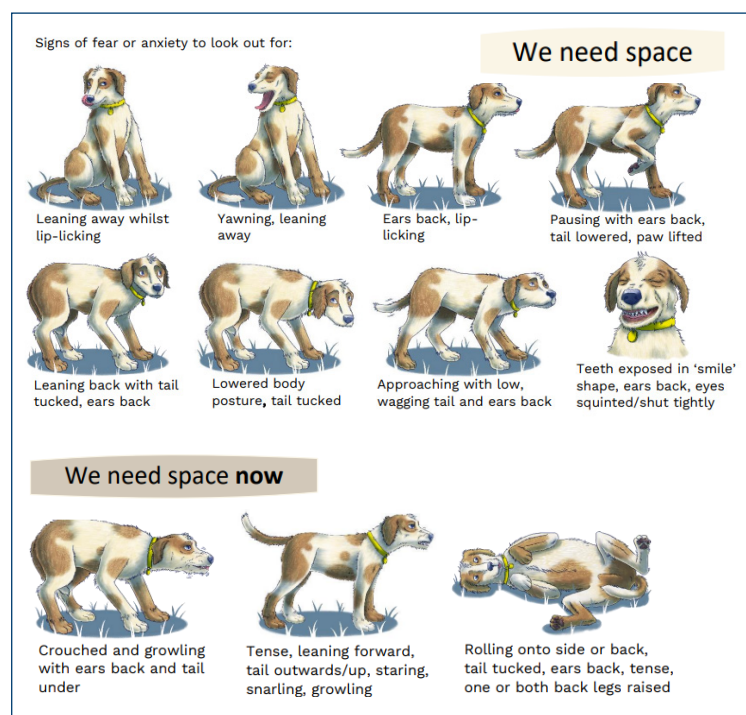 Signs of fear or anxiety to look out for:
We need space
Leaning away whilst
lip-licking
Yawning, leaning
away
Ears back, lip-
licking
Pausing with ears back,
tail lowered, paw lifted
Leaning back with tail
tucked, ears back
Lowered body
posture, tail tucked
Approaching with low,
wagging tail and ears back
Teeth exposed in ‘smile’
shape, ears back, eyes
squinted/shut tightly
We need space now
Crouched and growling
with ears back and tail
under
Tense, leaning forward,
tail outwards/up, staring,
snarling, growling
Rolling onto side or back,
tail tucked, ears back, tense,
one or both back legs raised